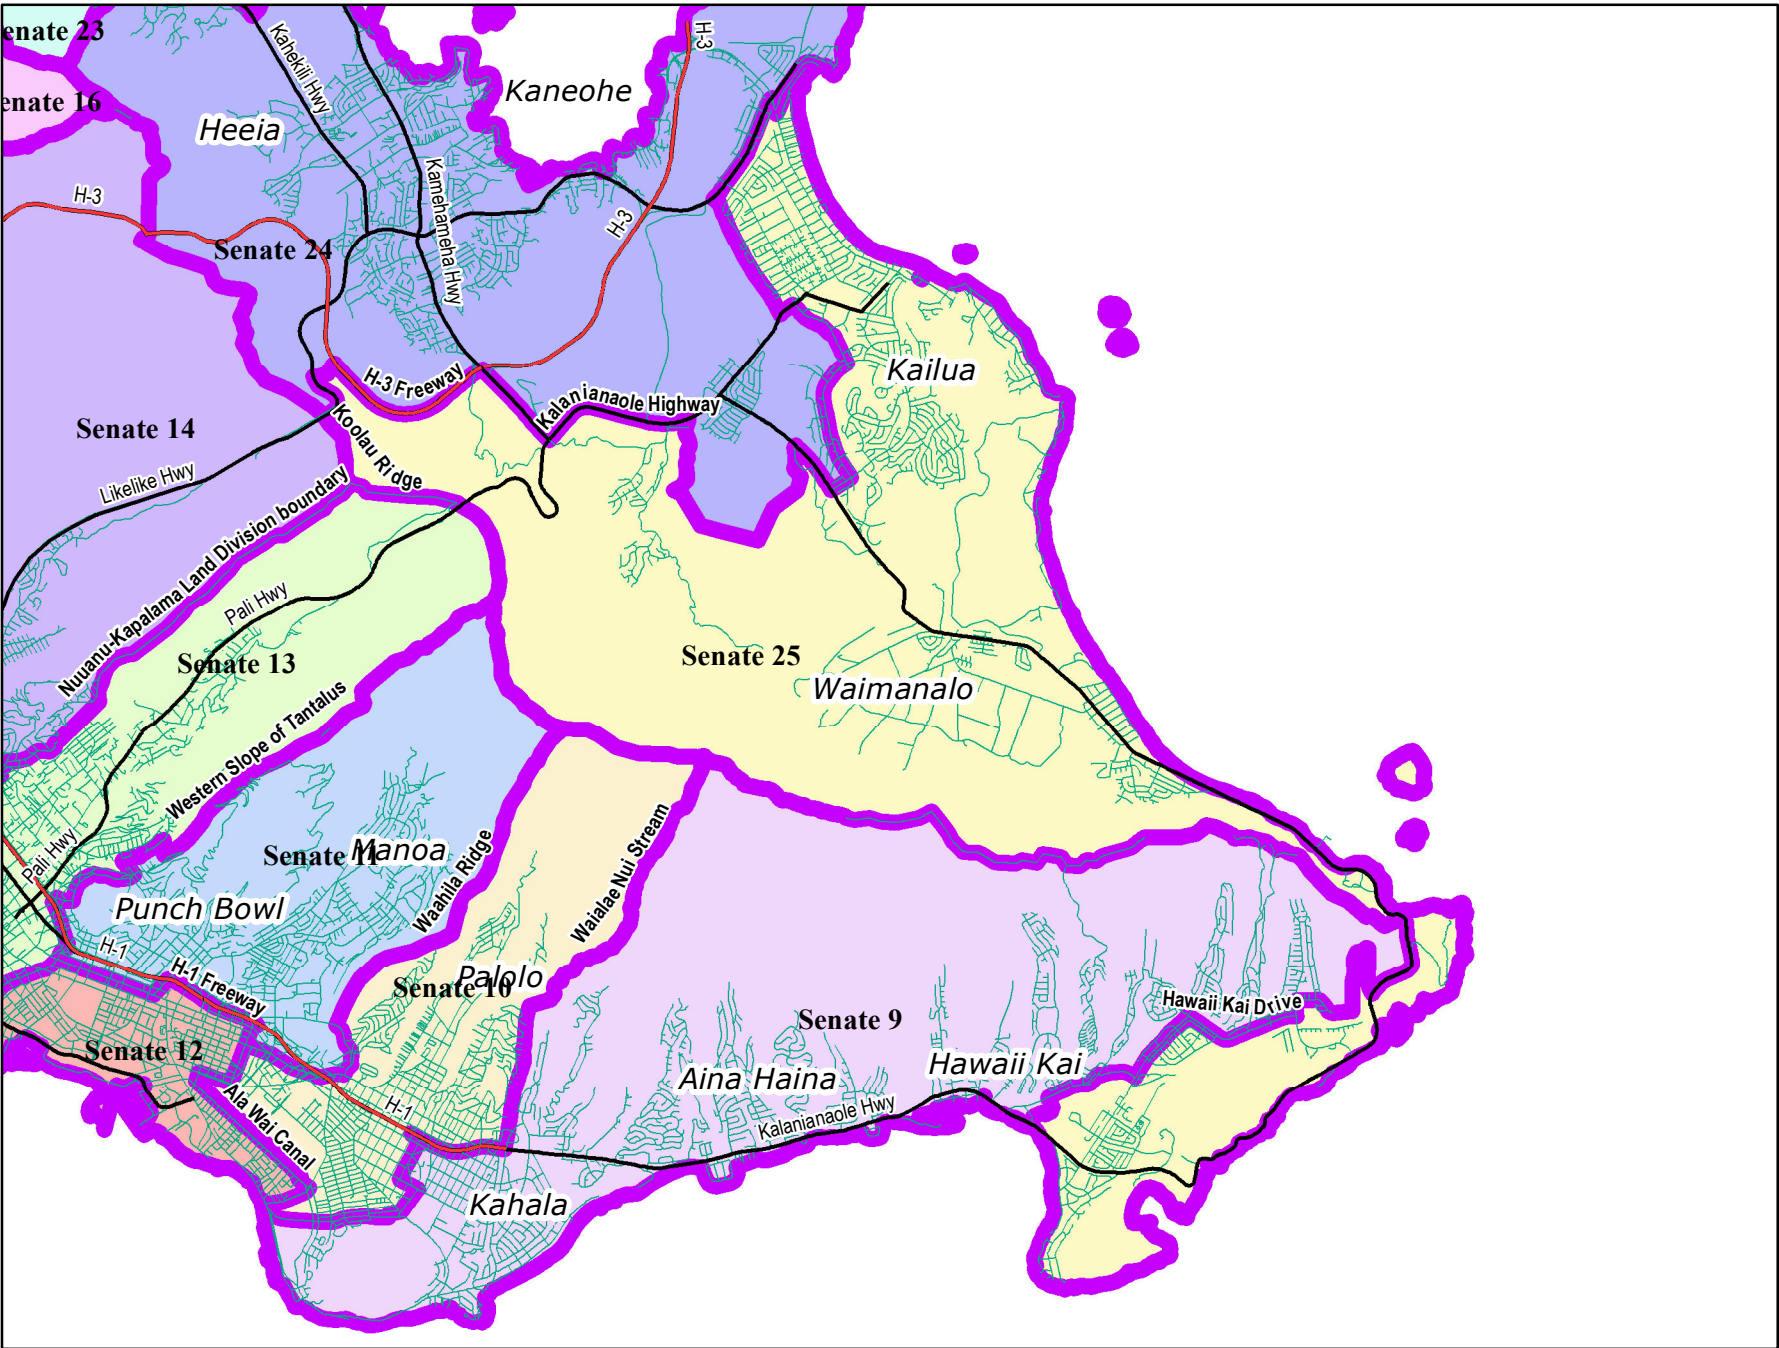 enate 23
Kahekili Hwy
H-3
Kaneohe
enate 16
Heeia
H-3
Kamehameha Hwy
H-3
Senate 24
Kailua
H-3 Freeway
Kalanianaole Highway
Senate 14
Koolau Ridge
Likelike Hwy
Nuuanu-Kapalama Land Division boundary
Pali Hwy
Senate 13
Senate 25
Waimanalo
Western Slope of Tantalus
Pali Hwy
Senate 11
Manoa
Waahila Ridge
Waialae Nui Stream
Punch Bowl
H-1
H-1 Freeway
Palolo
Senate 10
Hawaii Kai Drive
Senate 9
Senate 12
Hawaii Kai
Aina Haina
Ala Wai Canal
H-1
Kalanianaole Hwy
Kahala